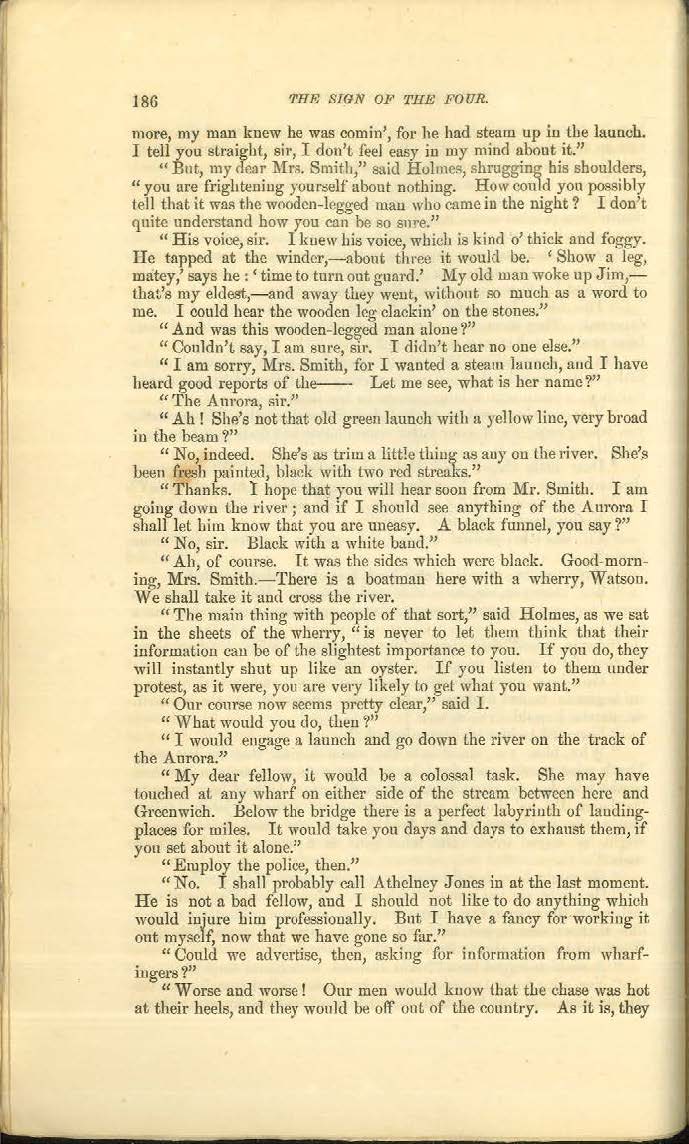 186 THE SIGN OF THE FOUR.
more, my man knew he was comin', for he had steam up in the launch.
I tell you straight, sir, I don't feel easy in my mind about it."
"But, my dear Mrs. Smith," said Holmes, shrugging his shoulders,
"you are frightening yourself about nothing. How could you possibly
tell that it was the wooden-legged man who came in the night? I don't
quite understand how you can be so sure."
"His voice, sir. I knew his voice, which is kind o' thick and foggy.
He tapped at the winder,—about three it would be. 'Show a leg,
matey,' says he: 'time to turn out guard.' My old man woke up Jim,—
that's my eldest,—and away they went, without so much as a word to
me. I could hear the wooden leg clackin' on the stones."
"And was this wooden-legged man alone?"
"Couldn't say, I am sure, sir. I didn't hear no one else."
"I am sorry, Mrs. Smith, for I wanted a steam launch, and I have
heard good reports of the—— Let me see, what is her name?"
"The Aurora, sir."
"Ah! She's not that old green launch with a yellow line, very broad
in the beam?"
"No, indeed. She's as trim a little thing as any on the river. She's
been fresh painted, black with two red streaks."
"Thanks. I hope that you will hear soon from Mr. Smith. I am
going down the river; and if I should see anything of the Aurora I
shall let him know that you are uneasy. A black funnel, you say?"
"No, sir. Black with a white band."
"Ah, of course. It was the sides which were black. Good-morn-
ing, Mrs. Smith.—There is a boatman here with a wherry, Watson.
We shall take it and cross the river.
"The main thing with people of that sort," said Holmes, as we sat
in the sheets of the wherry, "is never to let them think that their
information can be of the slightest importance to you. If you do, they
will instantly shut up like an oyster. If you listen to them under
protest, as it were, you are very likely to get what you want."
"Our course now seems pretty clear," said I.
"What would you do, then?"
"I would engage a launch and go down the river on the track of
the Aurora."
"My dear fellow, it would be a colossal task. She may have
touched at any wharf on either side of the stream between here and
Greenwich. Below the bridge there is a perfect labyrinth of landing-
places for miles. It would take you days and days to exhaust them, if
you set about it alone."
"Employ the police, then."
"No. I shall probably call Athelney Jones in at the last moment.
He is not a bad fellow, and I should not like to do anything which
would injure him professionally. But I have a fancy for working it
out myself, now that we have gone so far."
"Could we advertise, then, asking for information from wharf-
ingers?"
"Worse and worse! Our men would know that the chase was hot
at their heels, and they would be off out of the country. As it is, they